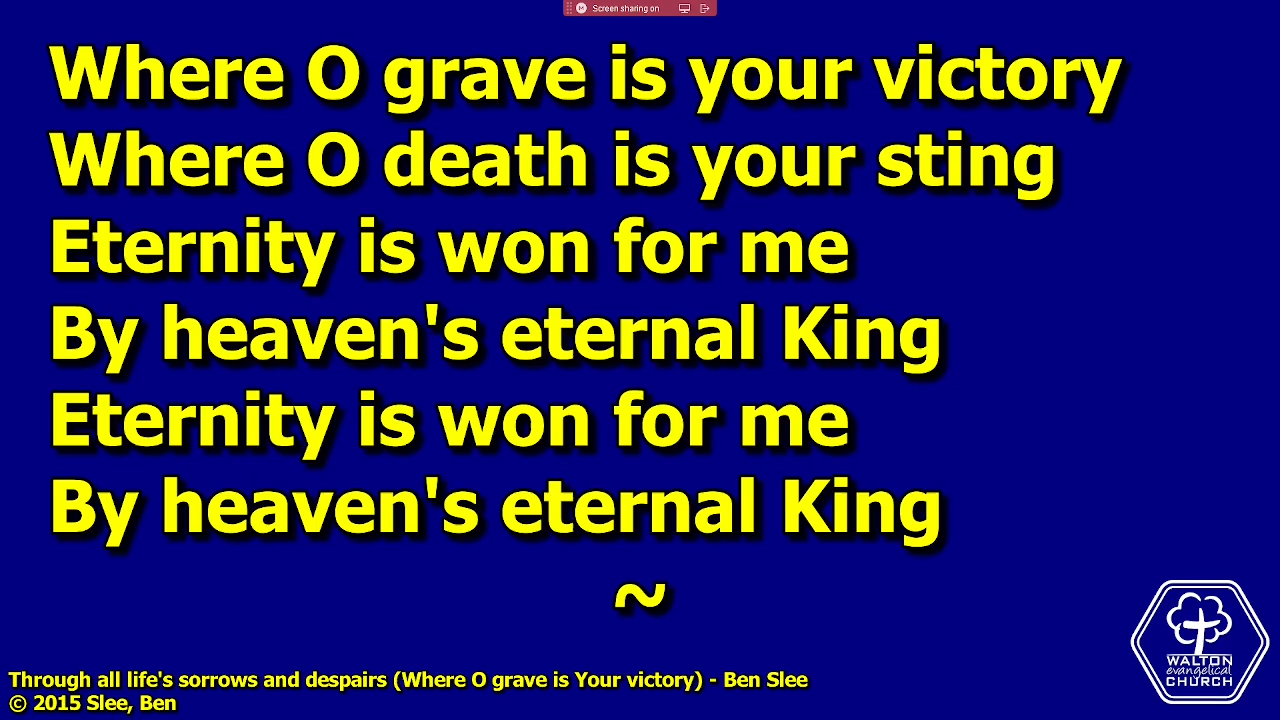 Screen sharing on
Where O grave is your victory
Where O death is your sting
Eternity is won for me
By heaven's eternal King
Eternity is won for me
By heaven's eternal King
~
WALTON
evangelical
CHURCH
Through all life's sorrows and despairs (Where O grave is Your victory) - Ben Slee
© 2015 Slee, Ben